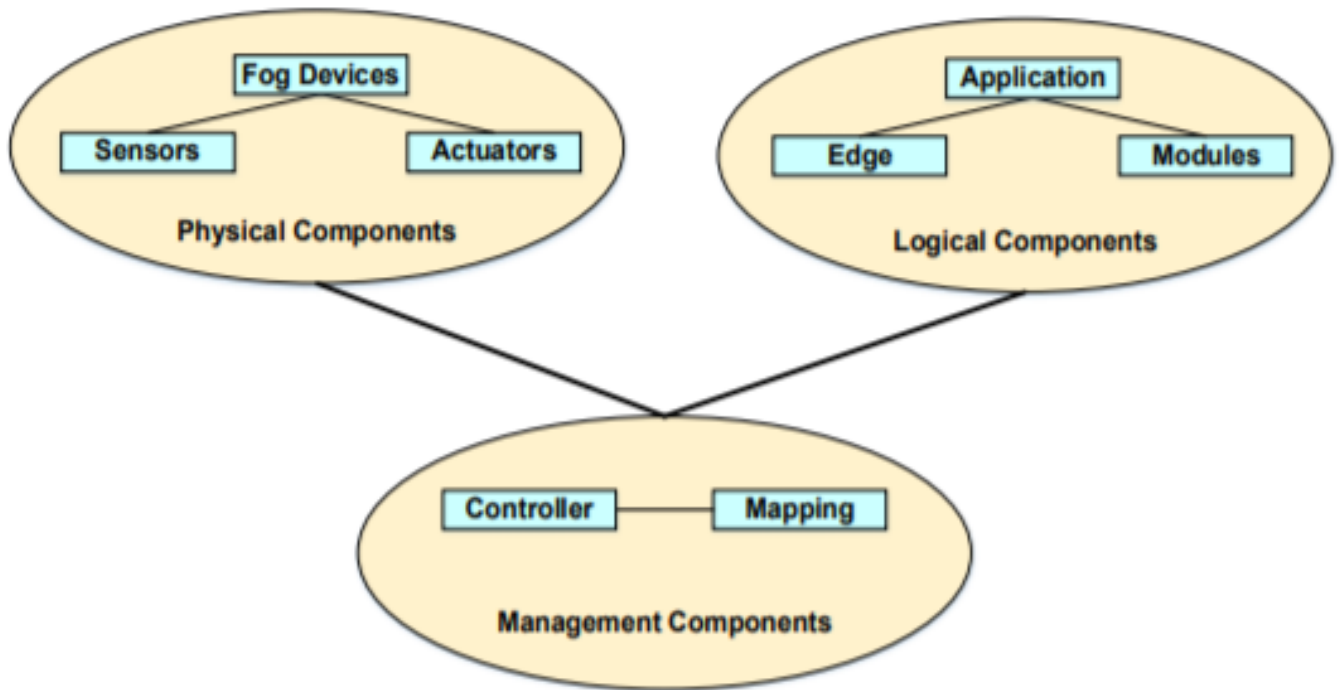 Fog Devices
Sensors
Actuators
Physical Components
Application
Edge
Modules
Logical Components
Controller
Mapping
Management Components